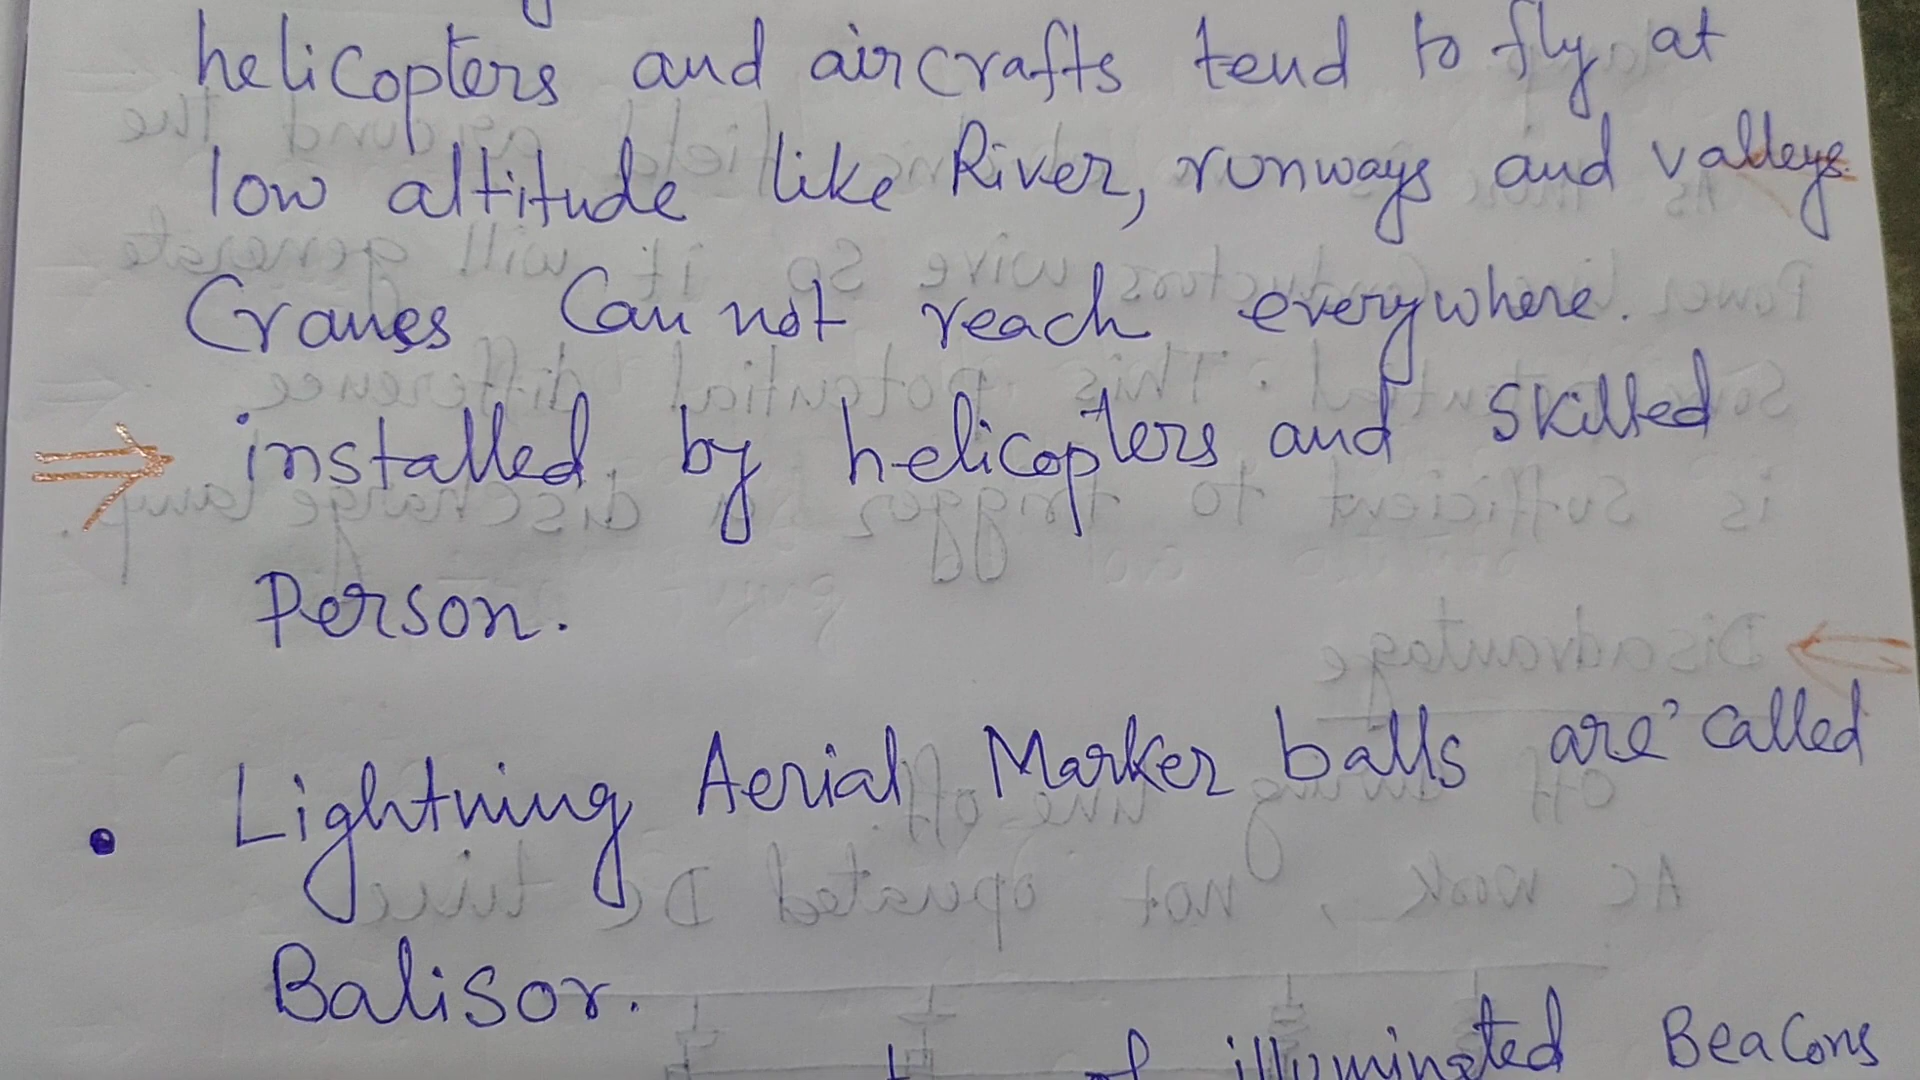 helicopters and aircrafts tend to fly at
low altitude like River, runways and valleys.
Cranes Can not reach everywhere.
⇒ installed by helicopters and skilled
Person.
• Lightning Aerial Marker balls are called
Balisor.
of illuminated Beacons